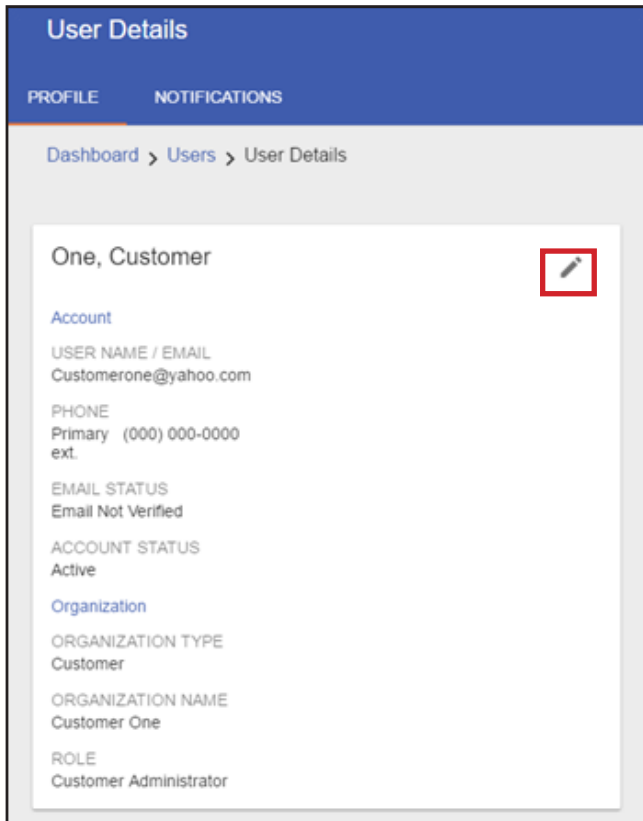 User Details
PROFILE NOTIFICATIONS
Dashboard > Users > User Details
One, Customer
Account
USER NAME / EMAIL
Customerone@yahoo.com
PHONE
Primary (000) 000-0000
ext.
EMAIL STATUS
Email Not Verified
ACCOUNT STATUS
Active
Organization
ORGANIZATION TYPE
Customer
ORGANIZATION NAME
Customer One
ROLE
Customer Administrator